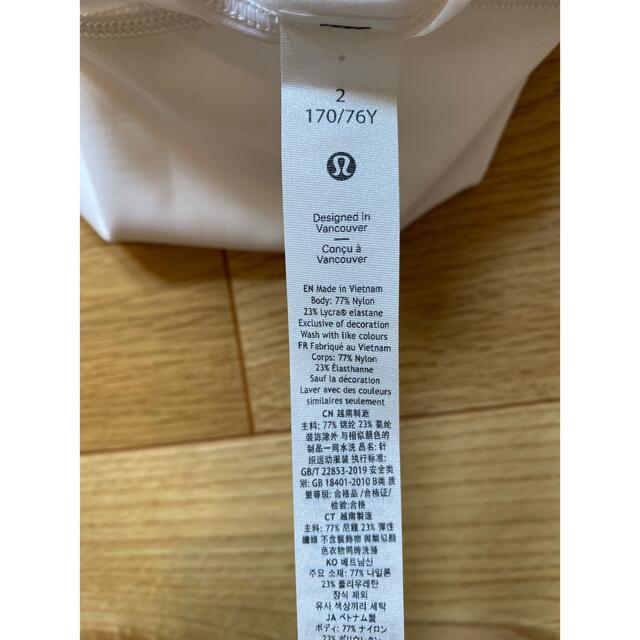 2
170/76Y
Designed in
Vancouver
Conçu à
Vancouver
EN Made in Vietnam
Body: 77% Nylon
23% Lycra® elastane
Exclusive of decoration
Wash with like colours
FR Fabriqué au Vietnam
Corps: 77% Nylon
23% Élasthanne
Sauf la décoration
Laver avec des couleurs
similaires seulement
CN 越南制造
主料: 77% 锦纶 23% 氨纶
装饰除外 与相似颜色的
制品一同水洗 品名: 针
织运动服装 执行标准:
GB/T 22853-2019 安全类
别: GB 18401-2010 B类 质
量等级: 合格品 /合格证/
检验:合格
CT 越南製造
主料: 77% 尼龍 23% 彈性
纖維 不含裝飾物 與類似顏
色衣物同時洗滌
KO 베트남산
주요 소재: 77% 나일론
23% 폴리우레탄
장식 제외
유사 색상끼리 세탁
JA ベトナム製
ボディ: 77% ナイロン
23% ポリウレタン